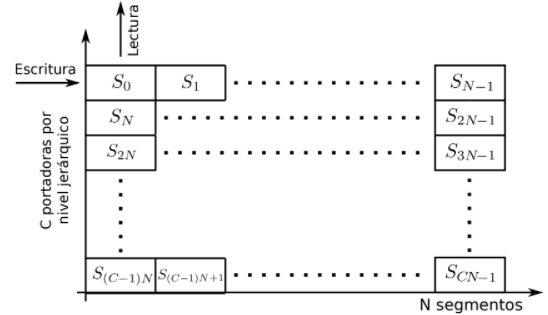 Lectura
Escritura
S_0 S_1 S_{N-1}
S_N S_{2N-1}
S_{2N} S_{3N-1}
C portadoras por
nivel jerárquico
S_{(C-1)N} S_{(C-1)N+1} S_{CN-1}
N segmentos